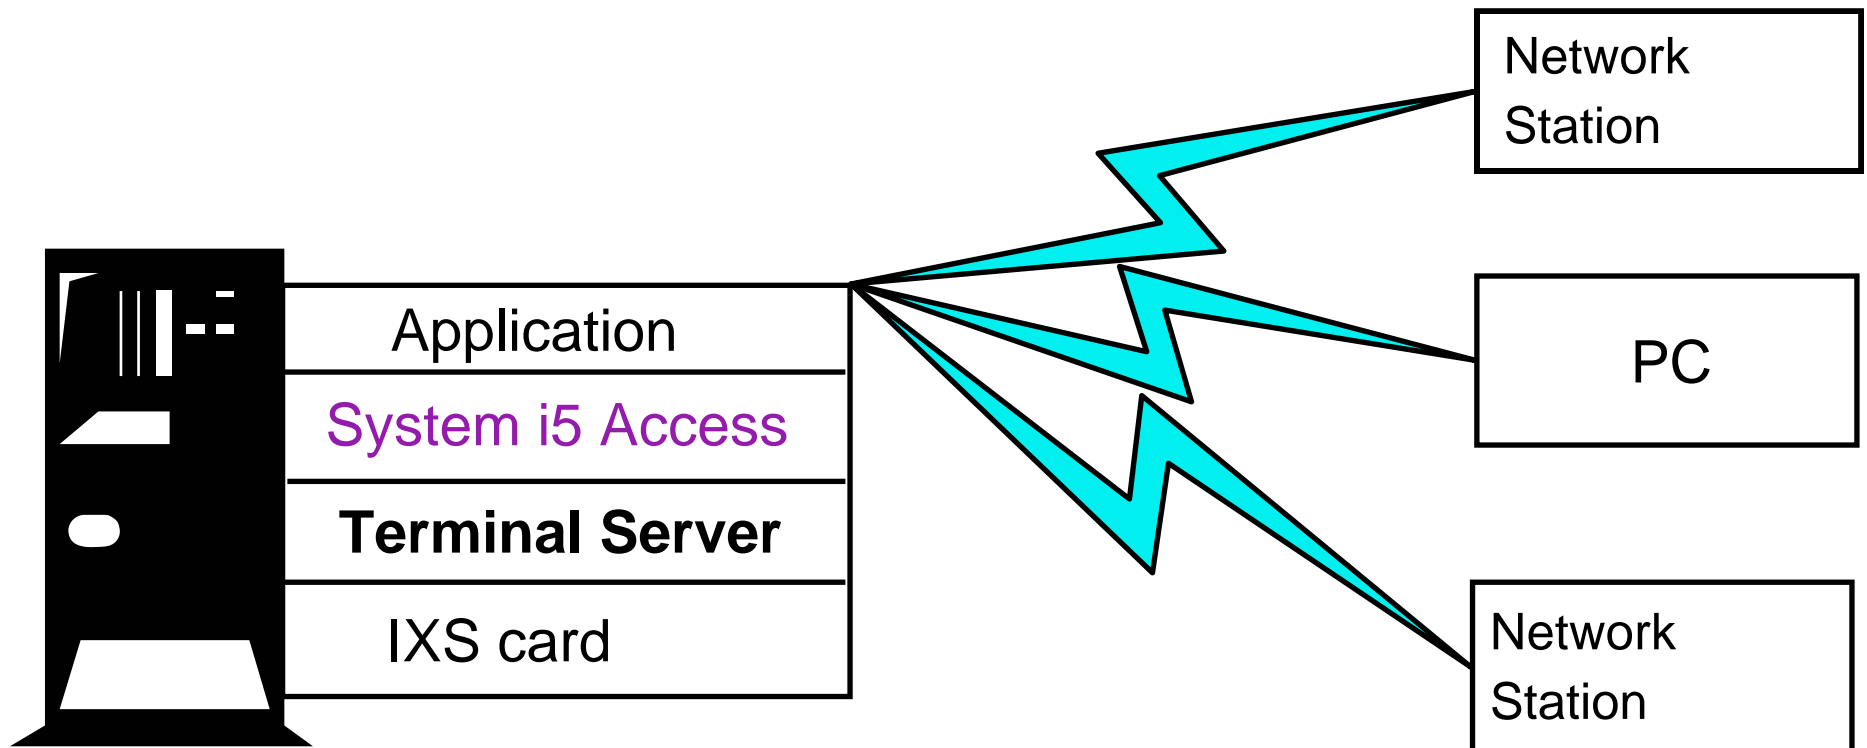 Network
Station
Application
System i5 Access
Terminal Server
IXS card
PC
Network
Station